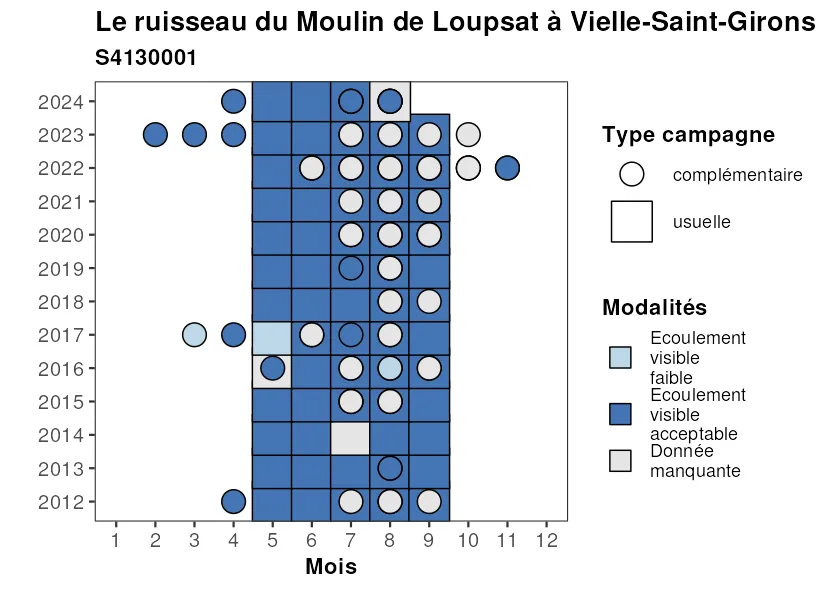 Le ruisseau du Moulin de Loupsat à Vielle-Saint-Girons
S4130001
2024
2023
2022
2021
2020
2019
2018
2017
2016
2015
2014
2013
2012
1 2 3 4 5 6 7 8 9 10 11 12
Mois
Type campagne
complémentaire
usuelle
Modalités
Ecoulement
visible
faible
Ecoulement
visible
acceptable
Donnée
manquante